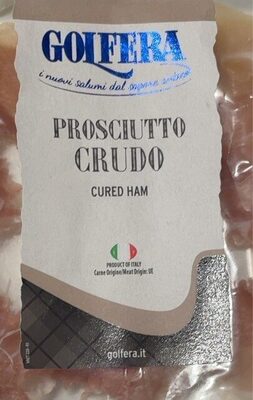 GOLFERA
i nuovi salumi dal sapore antico
PROSCIUTTO
CRUDO
CURED HAM
PRODUCT OF ITALY
Carne Origine/Meat Origin: UE
golfera.it